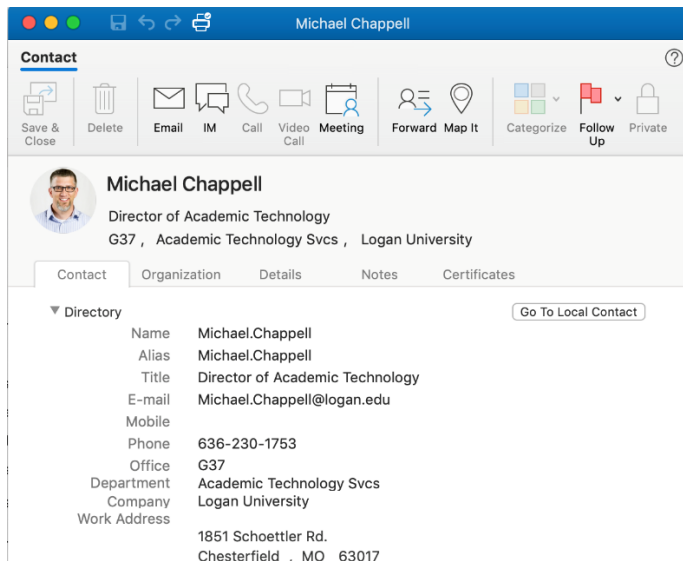 Michael Chappell
Contact
Save & Close
Delete
Email
IM
Call
Video Call
Meeting
Forward
Map It
Categorize
Follow Up
Private
Michael Chappell
Director of Academic Technology
G37 , Academic Technology Svcs , Logan University
Contact Organization Details Notes Certificates
Directory Go To Local Contact
Name Michael.Chappell
Alias Michael.Chappell
Title Director of Academic Technology
E-mail Michael.Chappell@logan.edu
Mobile
Phone 636-230-1753
Office G37
Department Academic Technology Svcs
Company Logan University
Work Address
1851 Schoettler Rd.
Chesterfield , MO 63017